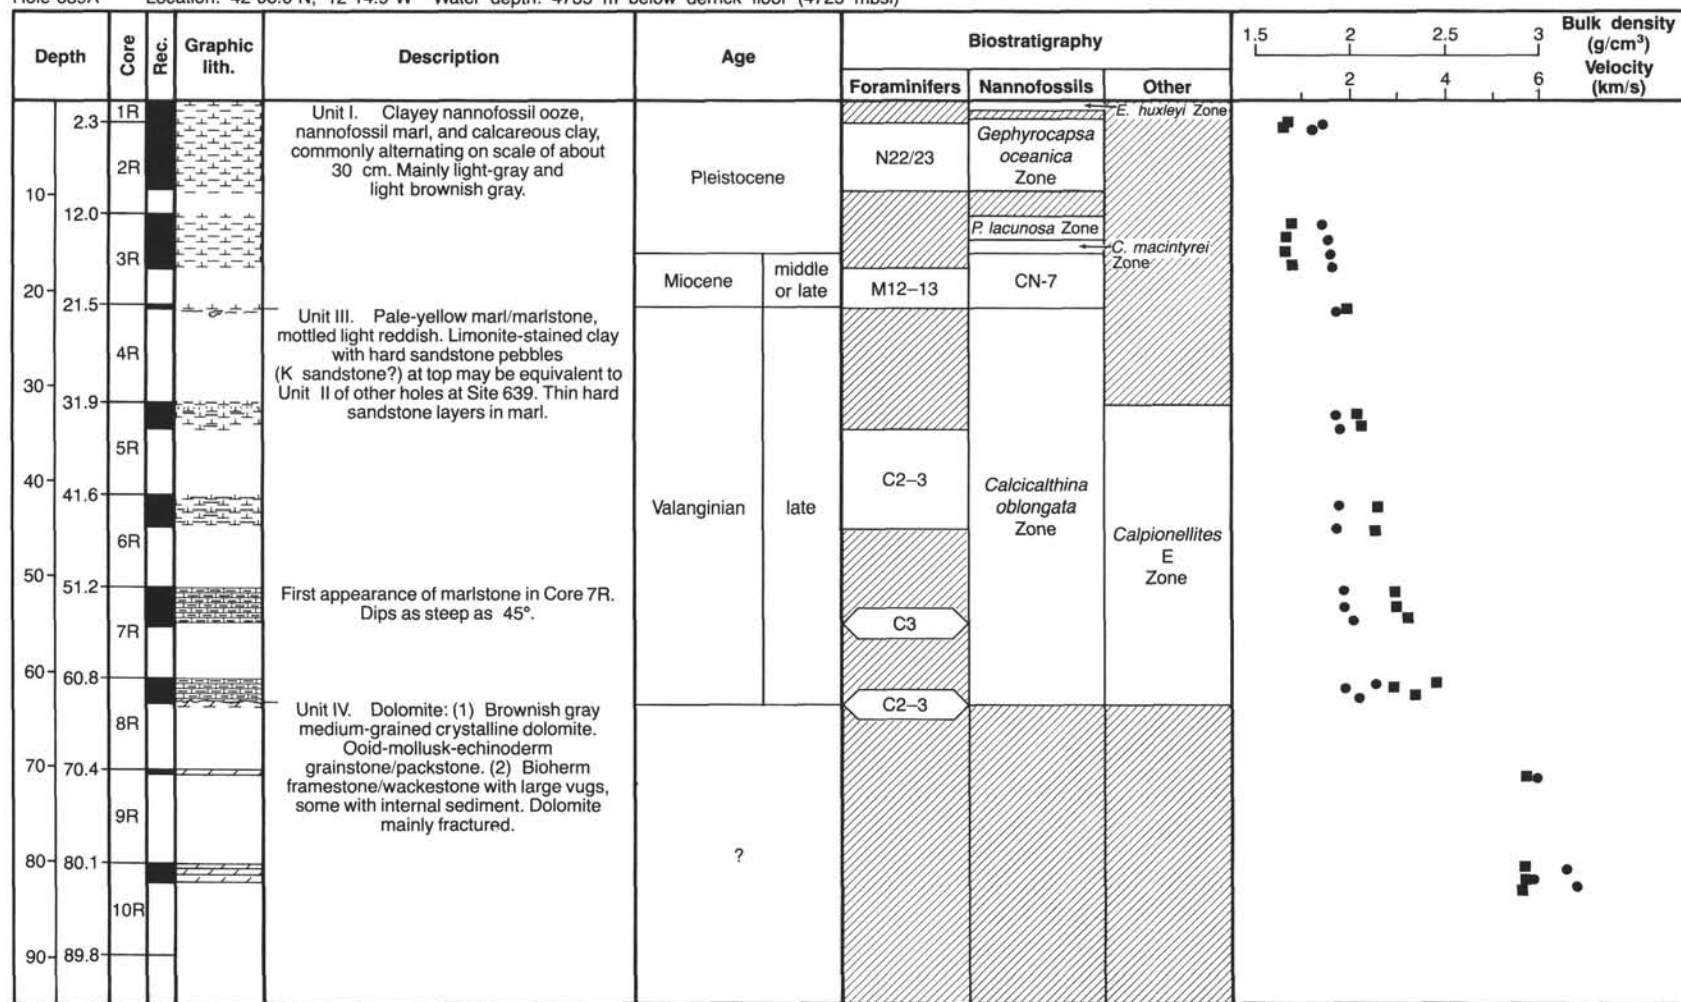 Depth
Core
Rec.
Graphic
lith.
Description
Age
Biostratigraphy
Foraminifers
Nannofossils
Other
Bulk density
(g/cm³)
1.5 2 2.5 3
Velocity
(km/s)
2 4 6
10
20
30
40
50
60
70
80
90
2.3
12.0
21.5
31.9
41.6
51.2
60.8
70.4
80.1
89.8
1R
2R
3R
4R
5R
6R
7R
8R
9R
10R
Unit I. Clayey nannofossil ooze,
nannofossil marl, and calcareous clay,
commonly alternating on scale of about
30 cm. Mainly light-gray and
light brownish gray.
Unit III. Pale-yellow marl/marlstone,
mottled light reddish. Limonite-stained clay
with hard sandstone pebbles
(K sandstone?) at top may be equivalent to
Unit II of other holes at Site 639. Thin hard
sandstone layers in marl.
First appearance of marlstone in Core 7R.
Dips as steep as 45°.
Unit IV. Dolomite: (1) Brownish gray
medium-grained crystalline dolomite.
Ooid-mollusk-echinoderm
grainstone/packstone. (2) Bioherm
framestone/wackestone with large vugs,
some with internal sediment. Dolomite
mainly fractured.
Pleistocene
Miocene
middle
or late
Valanginian
late
?
N22/23
M12–13
C2–3
C3
C2–3
Gephyrocapsa
oceanica
Zone
P. lacunosa Zone
CN-7
Calcicalthina
oblongata
Zone
E. huxleyi Zone
C. macintyrei
Zone
Calpionellites
E
Zone